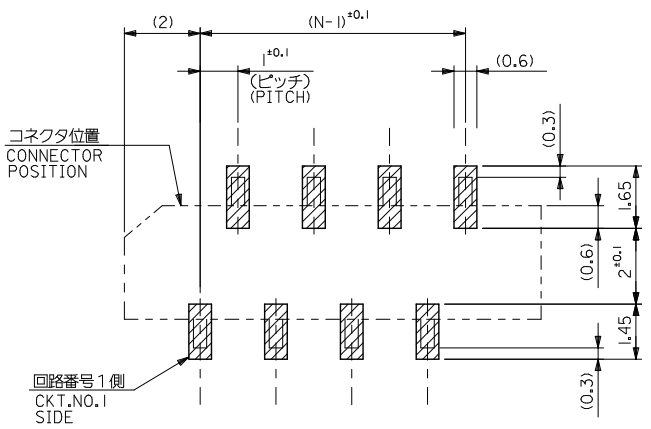 (2)
(N-1)±0.1
1±0.1
(ピッチ)
(PITCH)
(0.6)
(0.3)
コネクタ位置
CONNECTOR
POSITION
1.65
(0.6)
2±0.1
1.45
(0.3)
回路番号1側
CKT.NO.1
SIDE